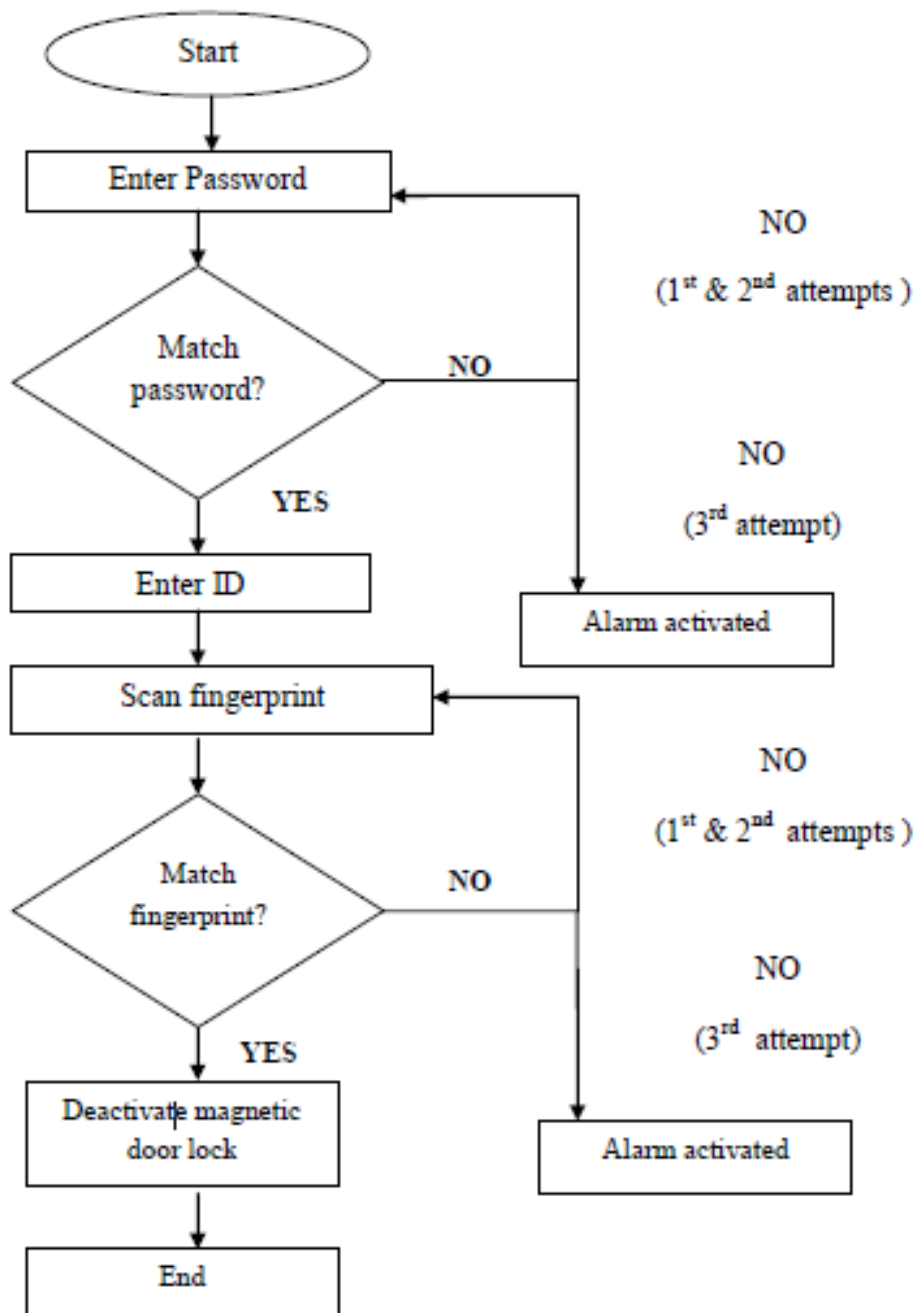 Start
Enter Password
NO
(1st & 2nd attempts )
Match
password?
NO
NO
(3rd attempt)
YES
Enter ID
Alarm activated
Scan fingerprint
NO
(1st & 2nd attempts )
Match
fingerprint?
NO
NO
(3rd attempt)
YES
Deactivate magnetic
door lock
Alarm activated
End